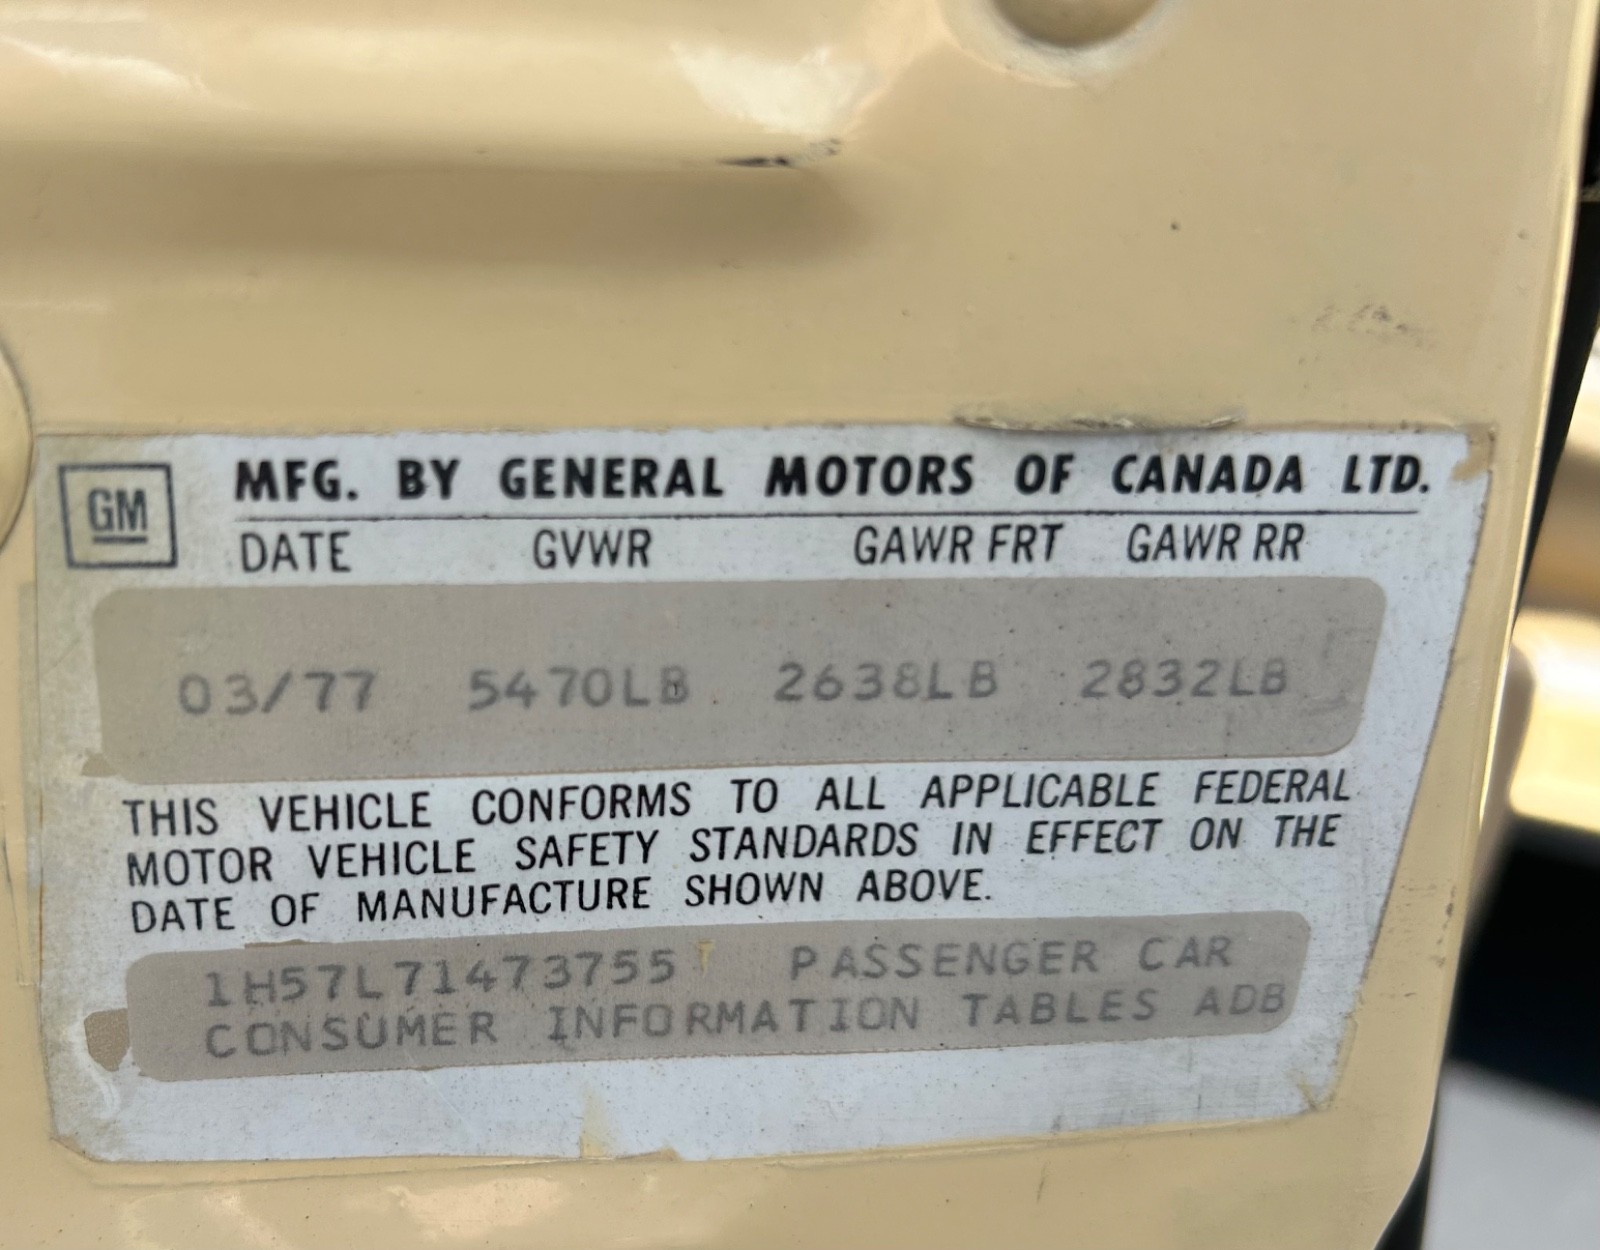 GM
MFG. BY GENERAL MOTORS OF CANADA LTD.
DATE GVWR GAWR FRT GAWR RR
03/77 5470LB 2638LB 2832LB
THIS VEHICLE CONFORMS TO ALL APPLICABLE FEDERAL
MOTOR VEHICLE SAFETY STANDARDS IN EFFECT ON THE
DATE OF MANUFACTURE SHOWN ABOVE.
1H57L71473755 PASSENGER CAR
CONSUMER INFORMATION TABLES ADB